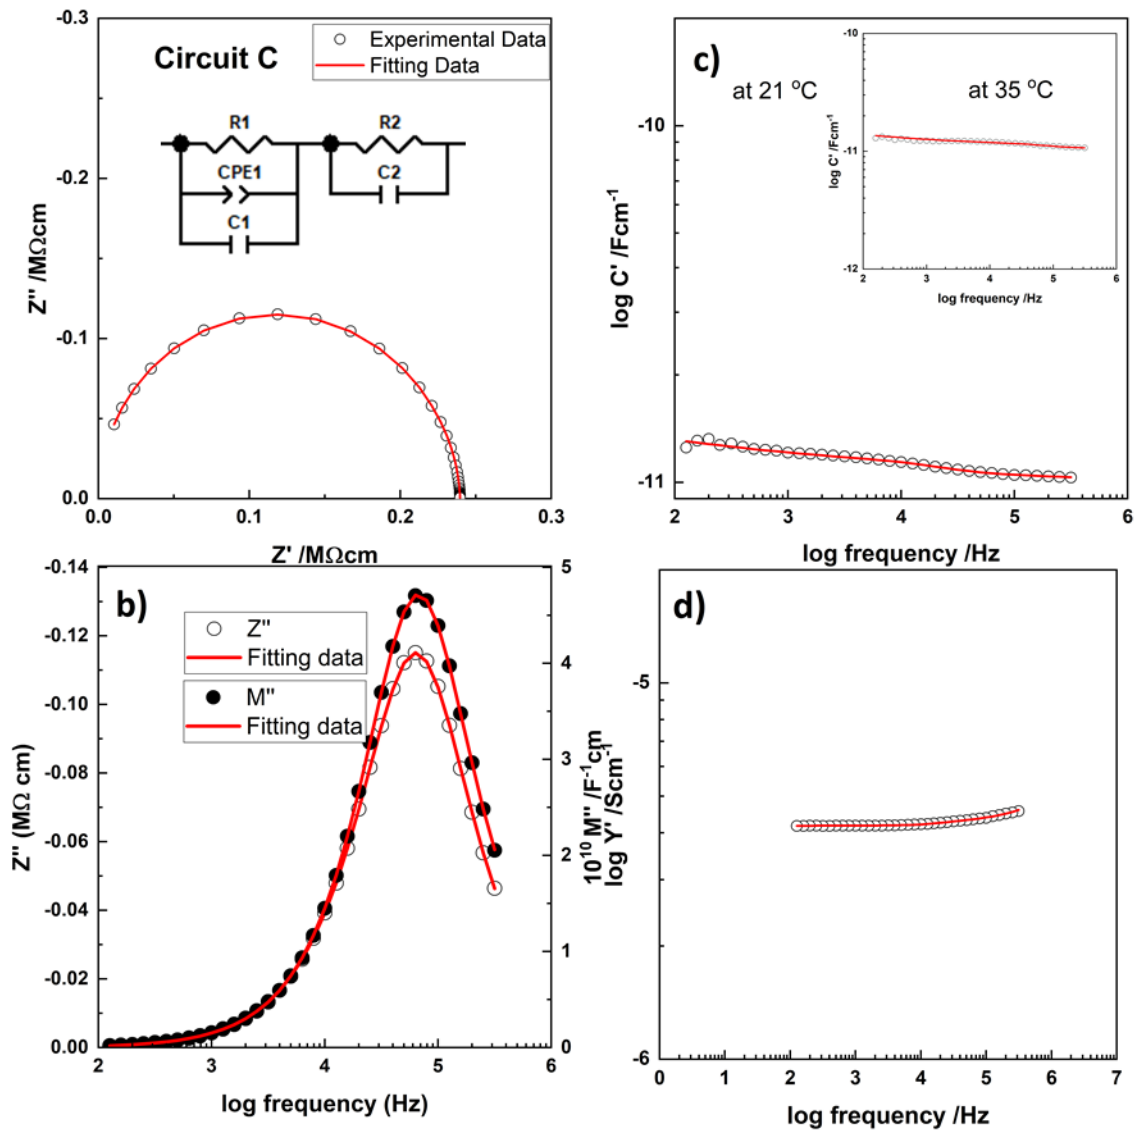 -0.3
Circuit C
Experimental Data
Fitting Data
R1
R2
CPE1
C2
C1
-0.2
-0.1
0.0
Z'' /MΩcm
0.0 0.1 0.2 0.3
Z' /MΩcm
c)
at 21 °C
-10
-11
log C' /Fcm-1
2 3 4 5 6
log frequency /Hz
at 35 °C
-10
-11
-12
log C' /Fcm-1
2 3 4 5 6
log frequency /Hz
b)
Z''
Fitting data
M''
Fitting data
-0.14
-0.12
-0.10
-0.08
-0.06
-0.04
-0.02
0.00
Z'' (MΩ cm)
5
4
3
2
1
0
10^10 M'' /F-1cm
2 3 4 5 6
log frequency (Hz)
d)
-5
-6
log Y' /Scm-1
0 1 2 3 4 5 6 7
log frequency /Hz